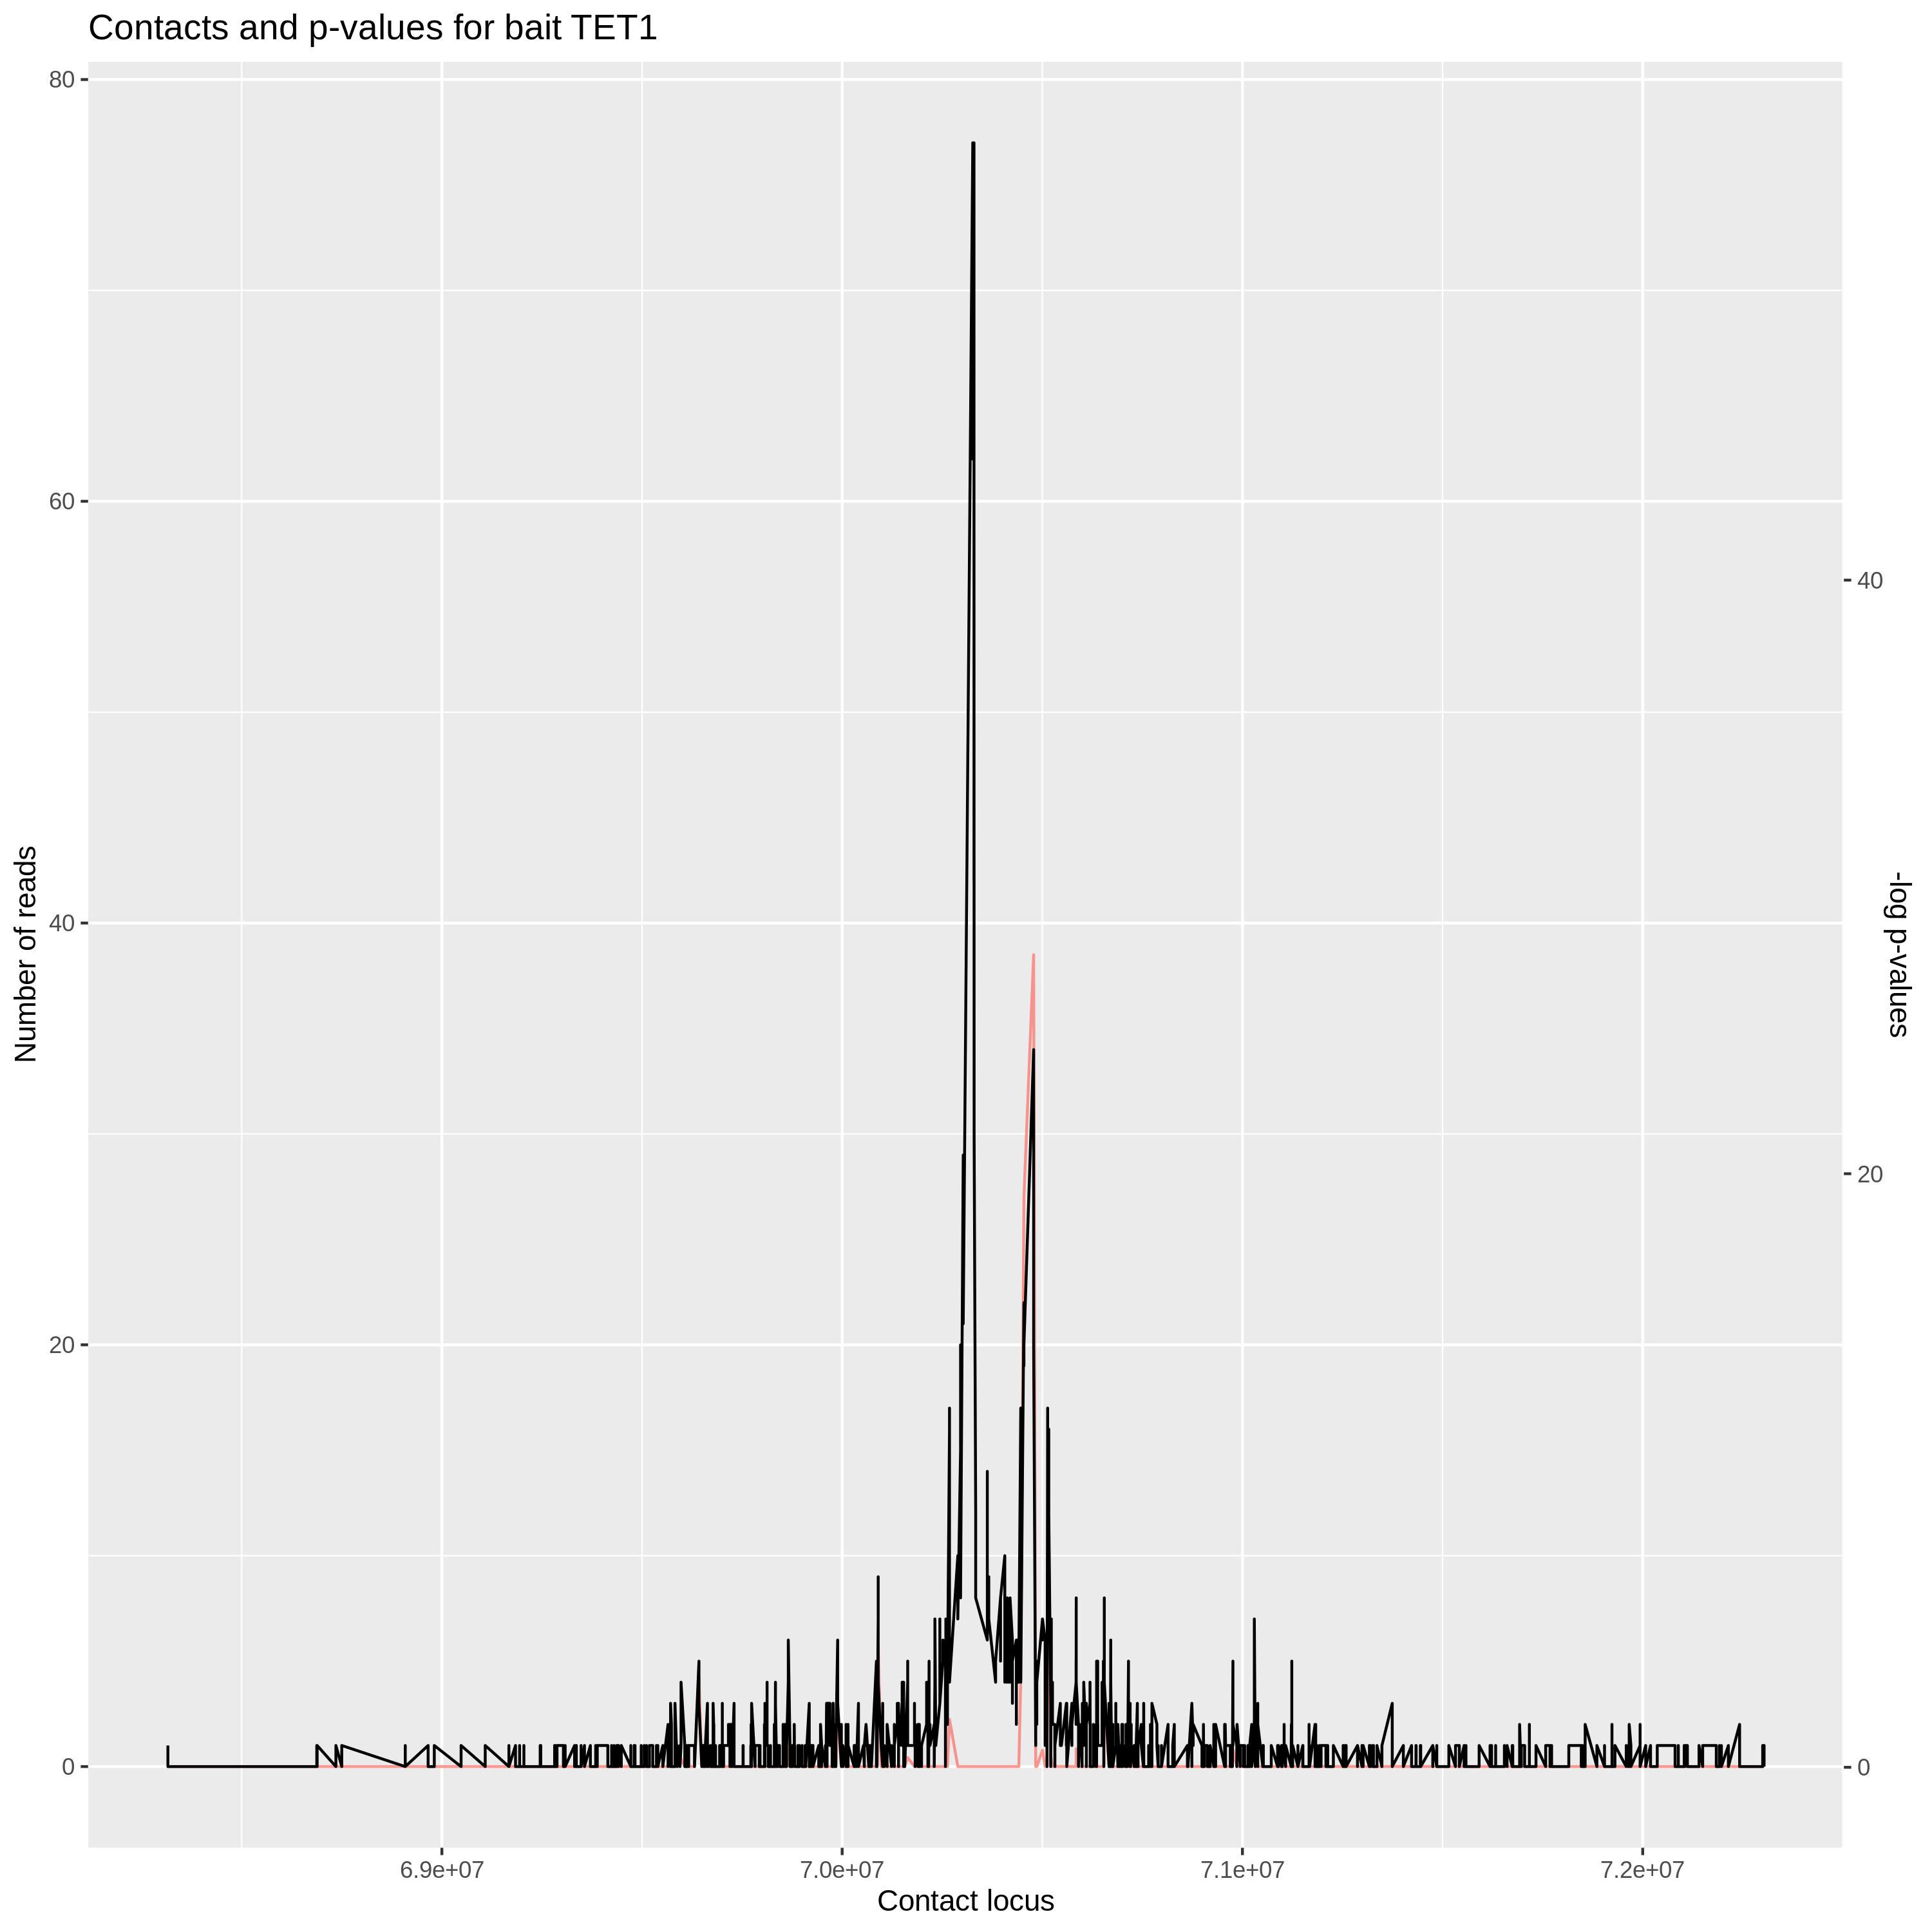 Contacts and p-values for bait TET1
80
60
40
20
0
Number of reads
40
20
0
-log p-values
6.9e+07
7.0e+07
7.1e+07
7.2e+07
Contact locus